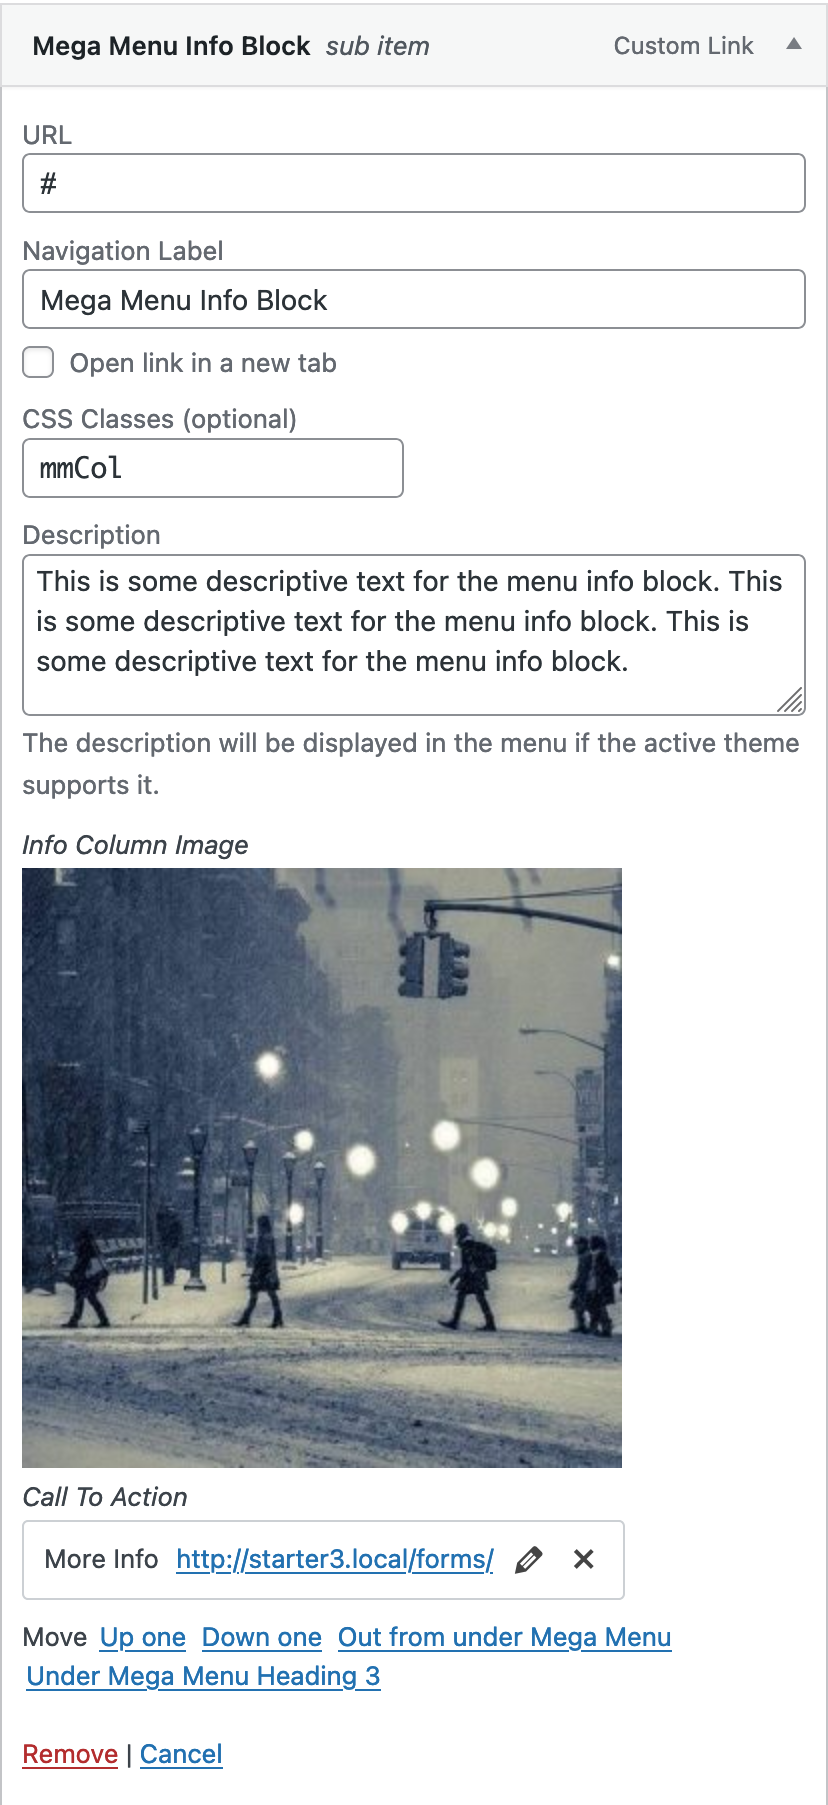 Mega Menu Info Block sub item Custom Link
URL
#
Navigation Label
Mega Menu Info Block
Open link in a new tab
CSS Classes (optional)
mmCol
Description
This is some descriptive text for the menu info block. This
is some descriptive text for the menu info block. This is
some descriptive text for the menu info block.
The description will be displayed in the menu if the active theme
supports it.
Info Column Image
Call To Action
More Info http://starter3.local/forms/
Move Up one Down one Out from under Mega Menu
Under Mega Menu Heading 3
Remove | Cancel